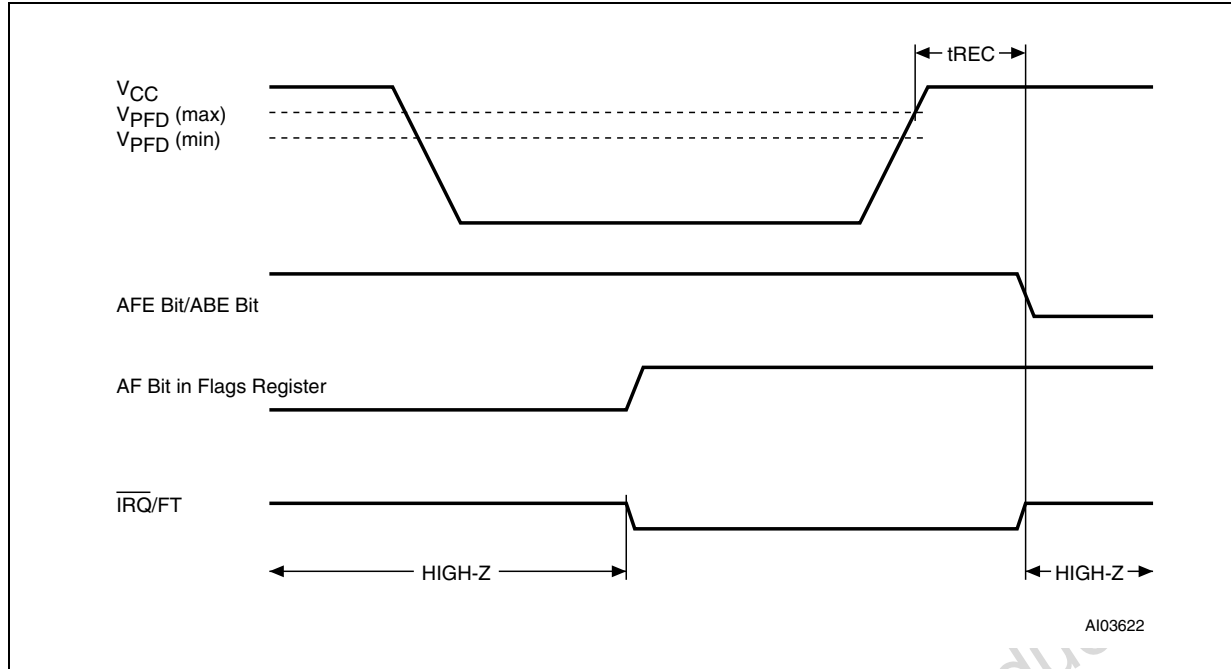 tREC
VCC
VPFD (max)
VPFD (min)
AFE Bit/ABE Bit
AF Bit in Flags Register
IRQ/FT
HIGH-Z
HIGH-Z
AI03622